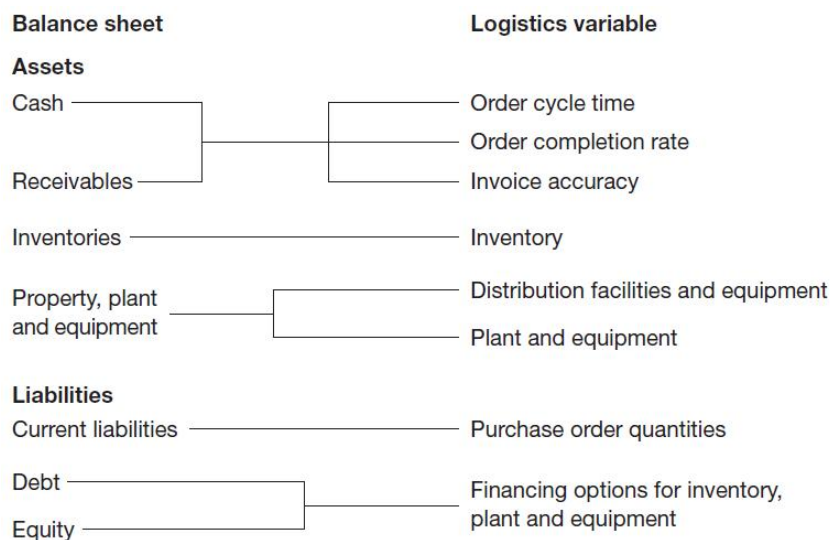 Balance sheet Logistics variable
Assets
Cash Order cycle time
Order completion rate
Receivables Invoice accuracy
Inventories Inventory
Distribution facilities and equipment
Property, plant
and equipment
Plant and equipment
Liabilities
Current liabilities Purchase order quantities
Debt
Financing options for inventory,
plant and equipment
Equity